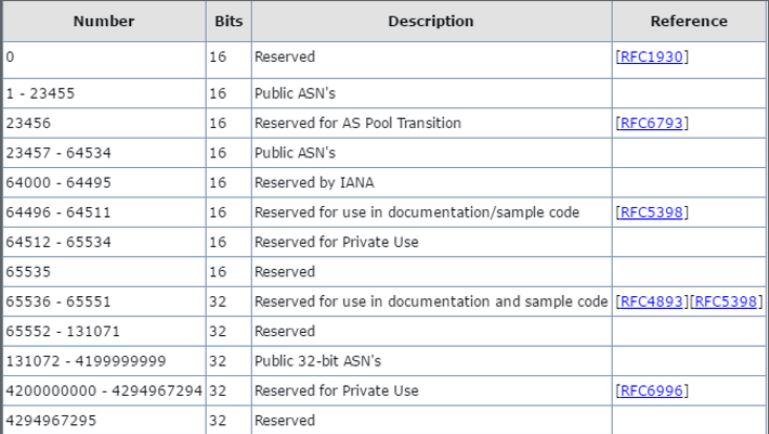 Number Bits Description Reference
0 16 Reserved [RFC1930]
1 - 23455 16 Public ASN's
23456 16 Reserved for AS Pool Transition [RFC6793]
23457 - 64534 16 Public ASN's
64000 - 64495 16 Reserved by IANA
64496 - 64511 16 Reserved for use in documentation/sample code [RFC5398]
64512 - 65534 16 Reserved for Private Use
65535 16 Reserved
65536 - 65551 32 Reserved for use in documentation and sample code [RFC4893][RFC5398]
65552 - 131071 32 Reserved
131072 - 4199999999 32 Public 32-bit ASN's
4200000000 - 4294967294 32 Reserved for Private Use [RFC6996]
4294967295 32 Reserved